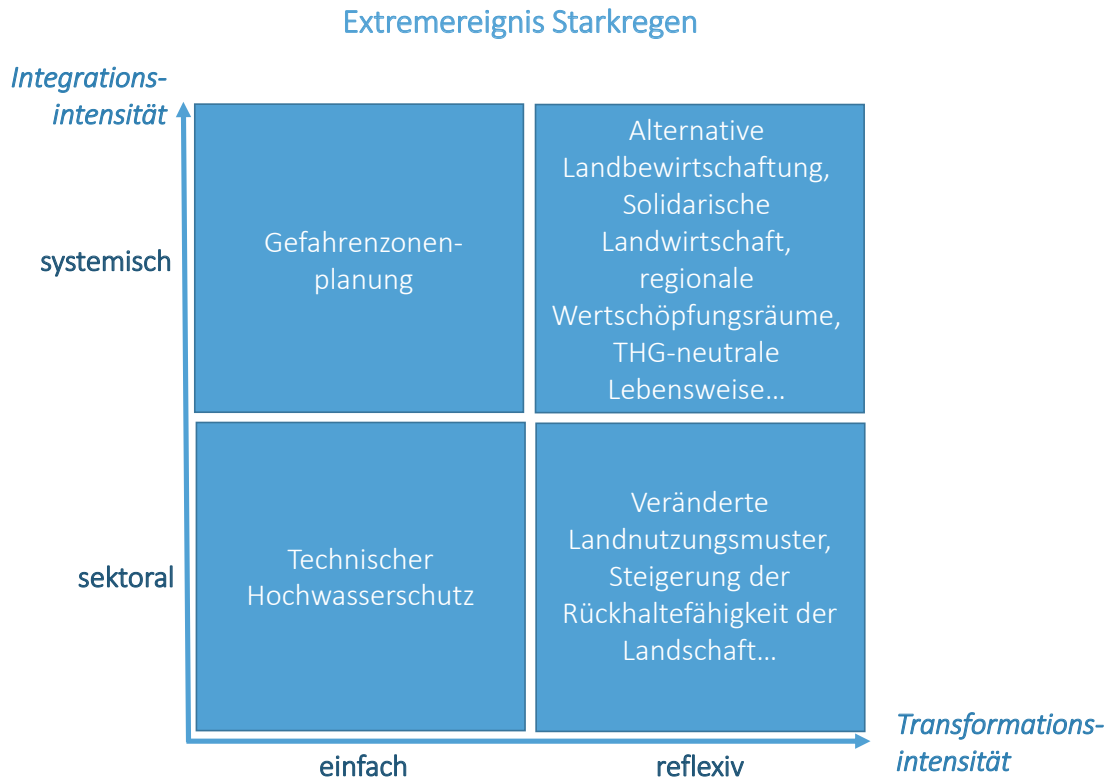 Extremereignis Starkregen
Integrations-
intensität
systemisch
Gefahrenzonen-
planung
Alternative
Landbewirtschaftung,
Solidarische
Landwirtschaft,
regionale
Wertschöpfungsräume,
THG-neutrale
Lebensweise...
sektoral
Technischer
Hochwasserschutz
Veränderte
Landnutzungsmuster,
Steigerung der
Rückhaltefähigkeit der
Landschaft...
einfach
reflexiv
Transformations-
intensität